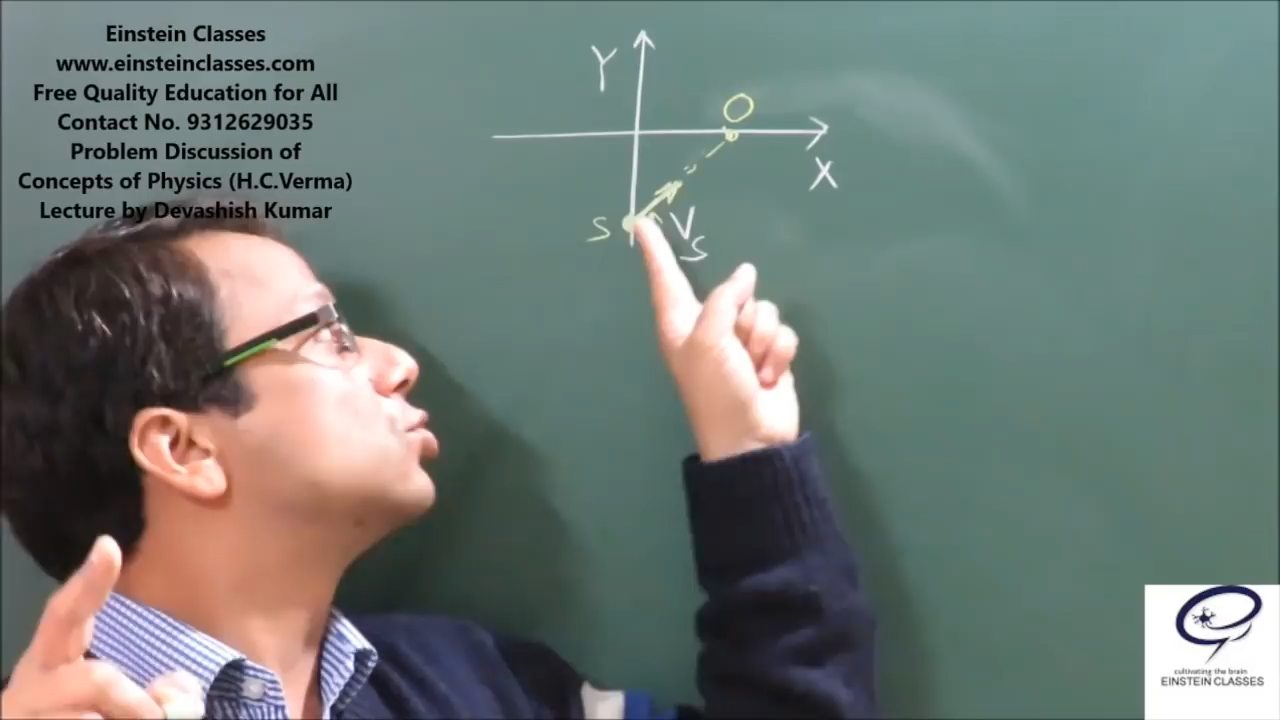 Einstein Classes
www.einsteinclasses.com
Free Quality Education for All
Contact No. 9312629035
Problem Discussion of
Concepts of Physics (H.C.Verma)
Lecture by Devashish Kumar
Y
O
X
S
VS
cultivating the brain
EINSTEIN CLASSES